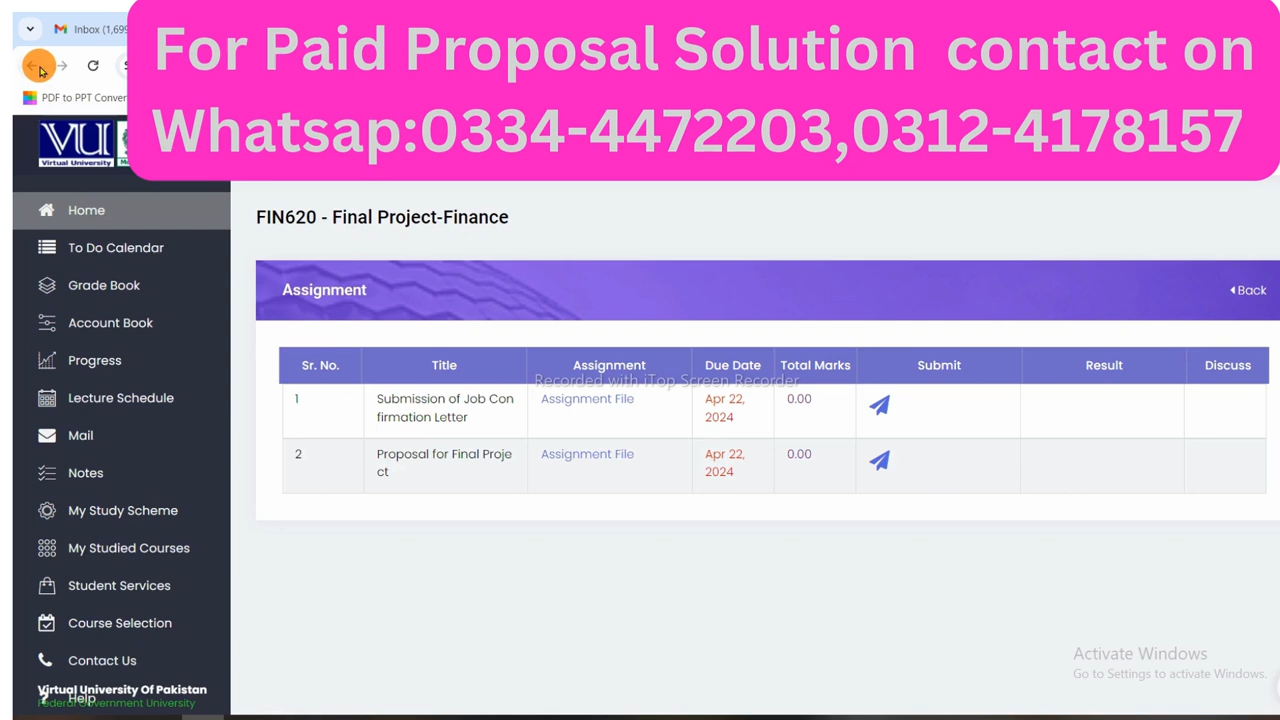 Inbox (1,699
For Paid Proposal Solution contact on
Whatsap:0334-4472203,0312-4178157
PDF to PPT Conver
VU
Virtual University
Home
To Do Calendar
Grade Book
Account Book
Progress
Lecture Schedule
Mail
Notes
My Study Scheme
My Studied Courses
Student Services
Course Selection
Contact Us
Help
Virtual University Of Pakistan
Federal Government University
FIN620 - Final Project-Finance
Assignment
Back
Sr. No. Title Assignment Due Date Total Marks Submit Result Discuss
Recorded with iTop Screen Recorder
1 Submission of Job Con Assignment File Apr 22, 0.00
firmation Letter 2024
2 Proposal for Final Proje Assignment File Apr 22, 0.00
ct 2024
Activate Windows
Go to Settings to activate Windows.